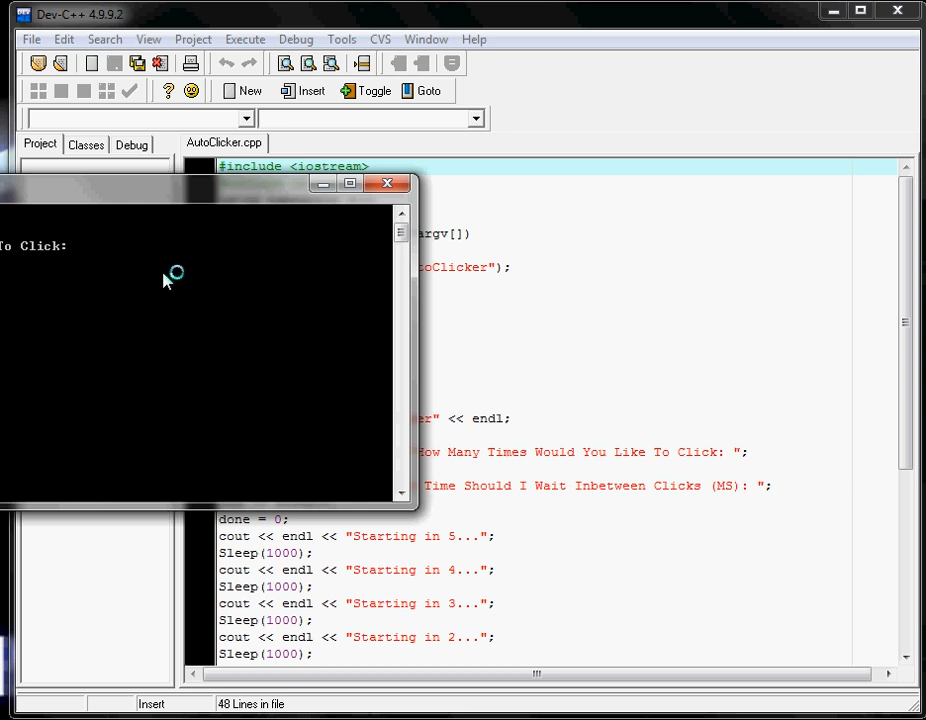 Dev-C++ 4.9.9.2
File Edit Search View Project Execute Debug Tools CVS Window Help
New Insert Toggle Goto
Project Classes Debug
AutoClicker.cpp
#include <iostream>
argv[])
toClicker");
To Click:
er" << endl;
How Many Times Would You Like To Click: ";
Time Should I Wait Inbetween Clicks (MS): ";
done = 0;
cout << endl << "Starting in 5...";
Sleep(1000);
cout << endl << "Starting in 4...";
Sleep(1000);
cout << endl << "Starting in 3...";
Sleep(1000);
cout << endl << "Starting in 2...";
Sleep(1000);
Insert
48 Lines in file